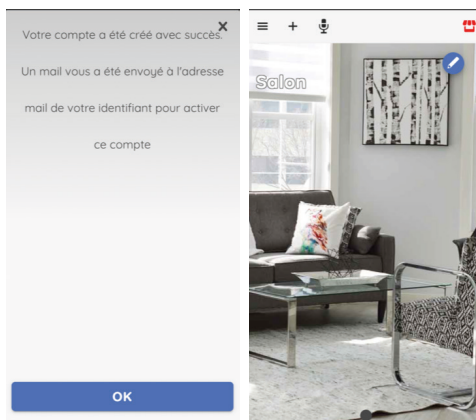 Votre compte a été créé avec succès.
Un mail vous a été envoyé à l'adresse
mail de votre identifiant pour activer
ce compte
OK
Salon